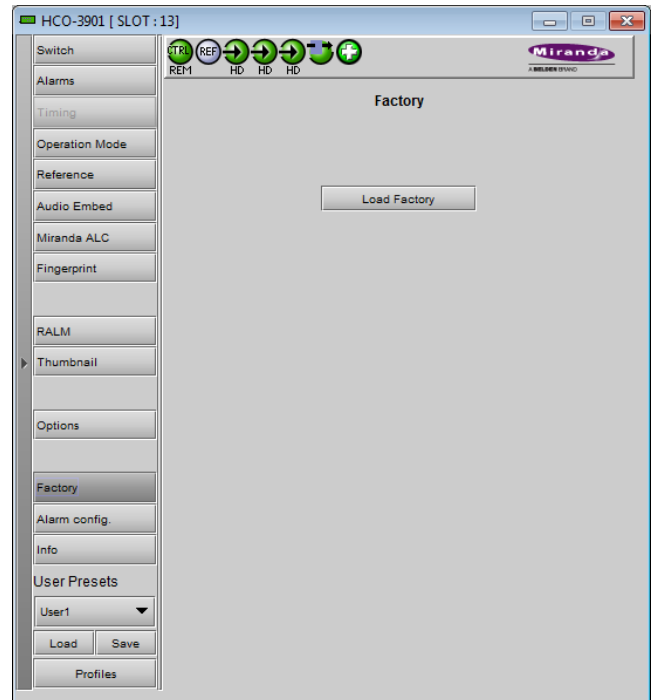 HCO-3901 [ SLOT : 13]
Switch
Alarms
Timing
Operation Mode
Reference
Audio Embed
Miranda ALC
Fingerprint
RALM
Thumbnail
Options
Factory
Alarm config.
Info
User Presets
User1
Load Save
Profiles
CTRL REF
REM HD HD HD
Miranda
A BELDEN BRAND
Factory
Load Factory